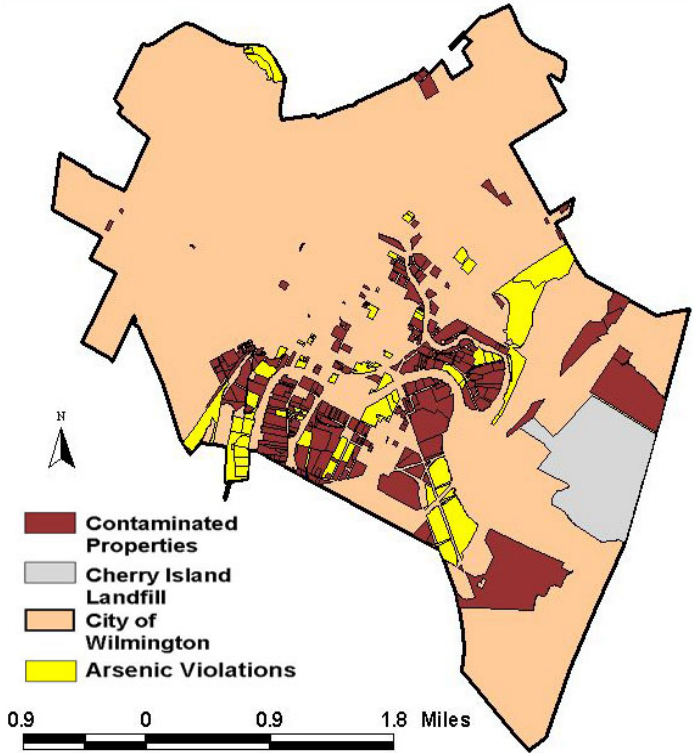 N
Contaminated
Properties
Cherry Island
Landfill
City of
Wilmington
Arsenic Violations
0.9 0 0.9 1.8 Miles